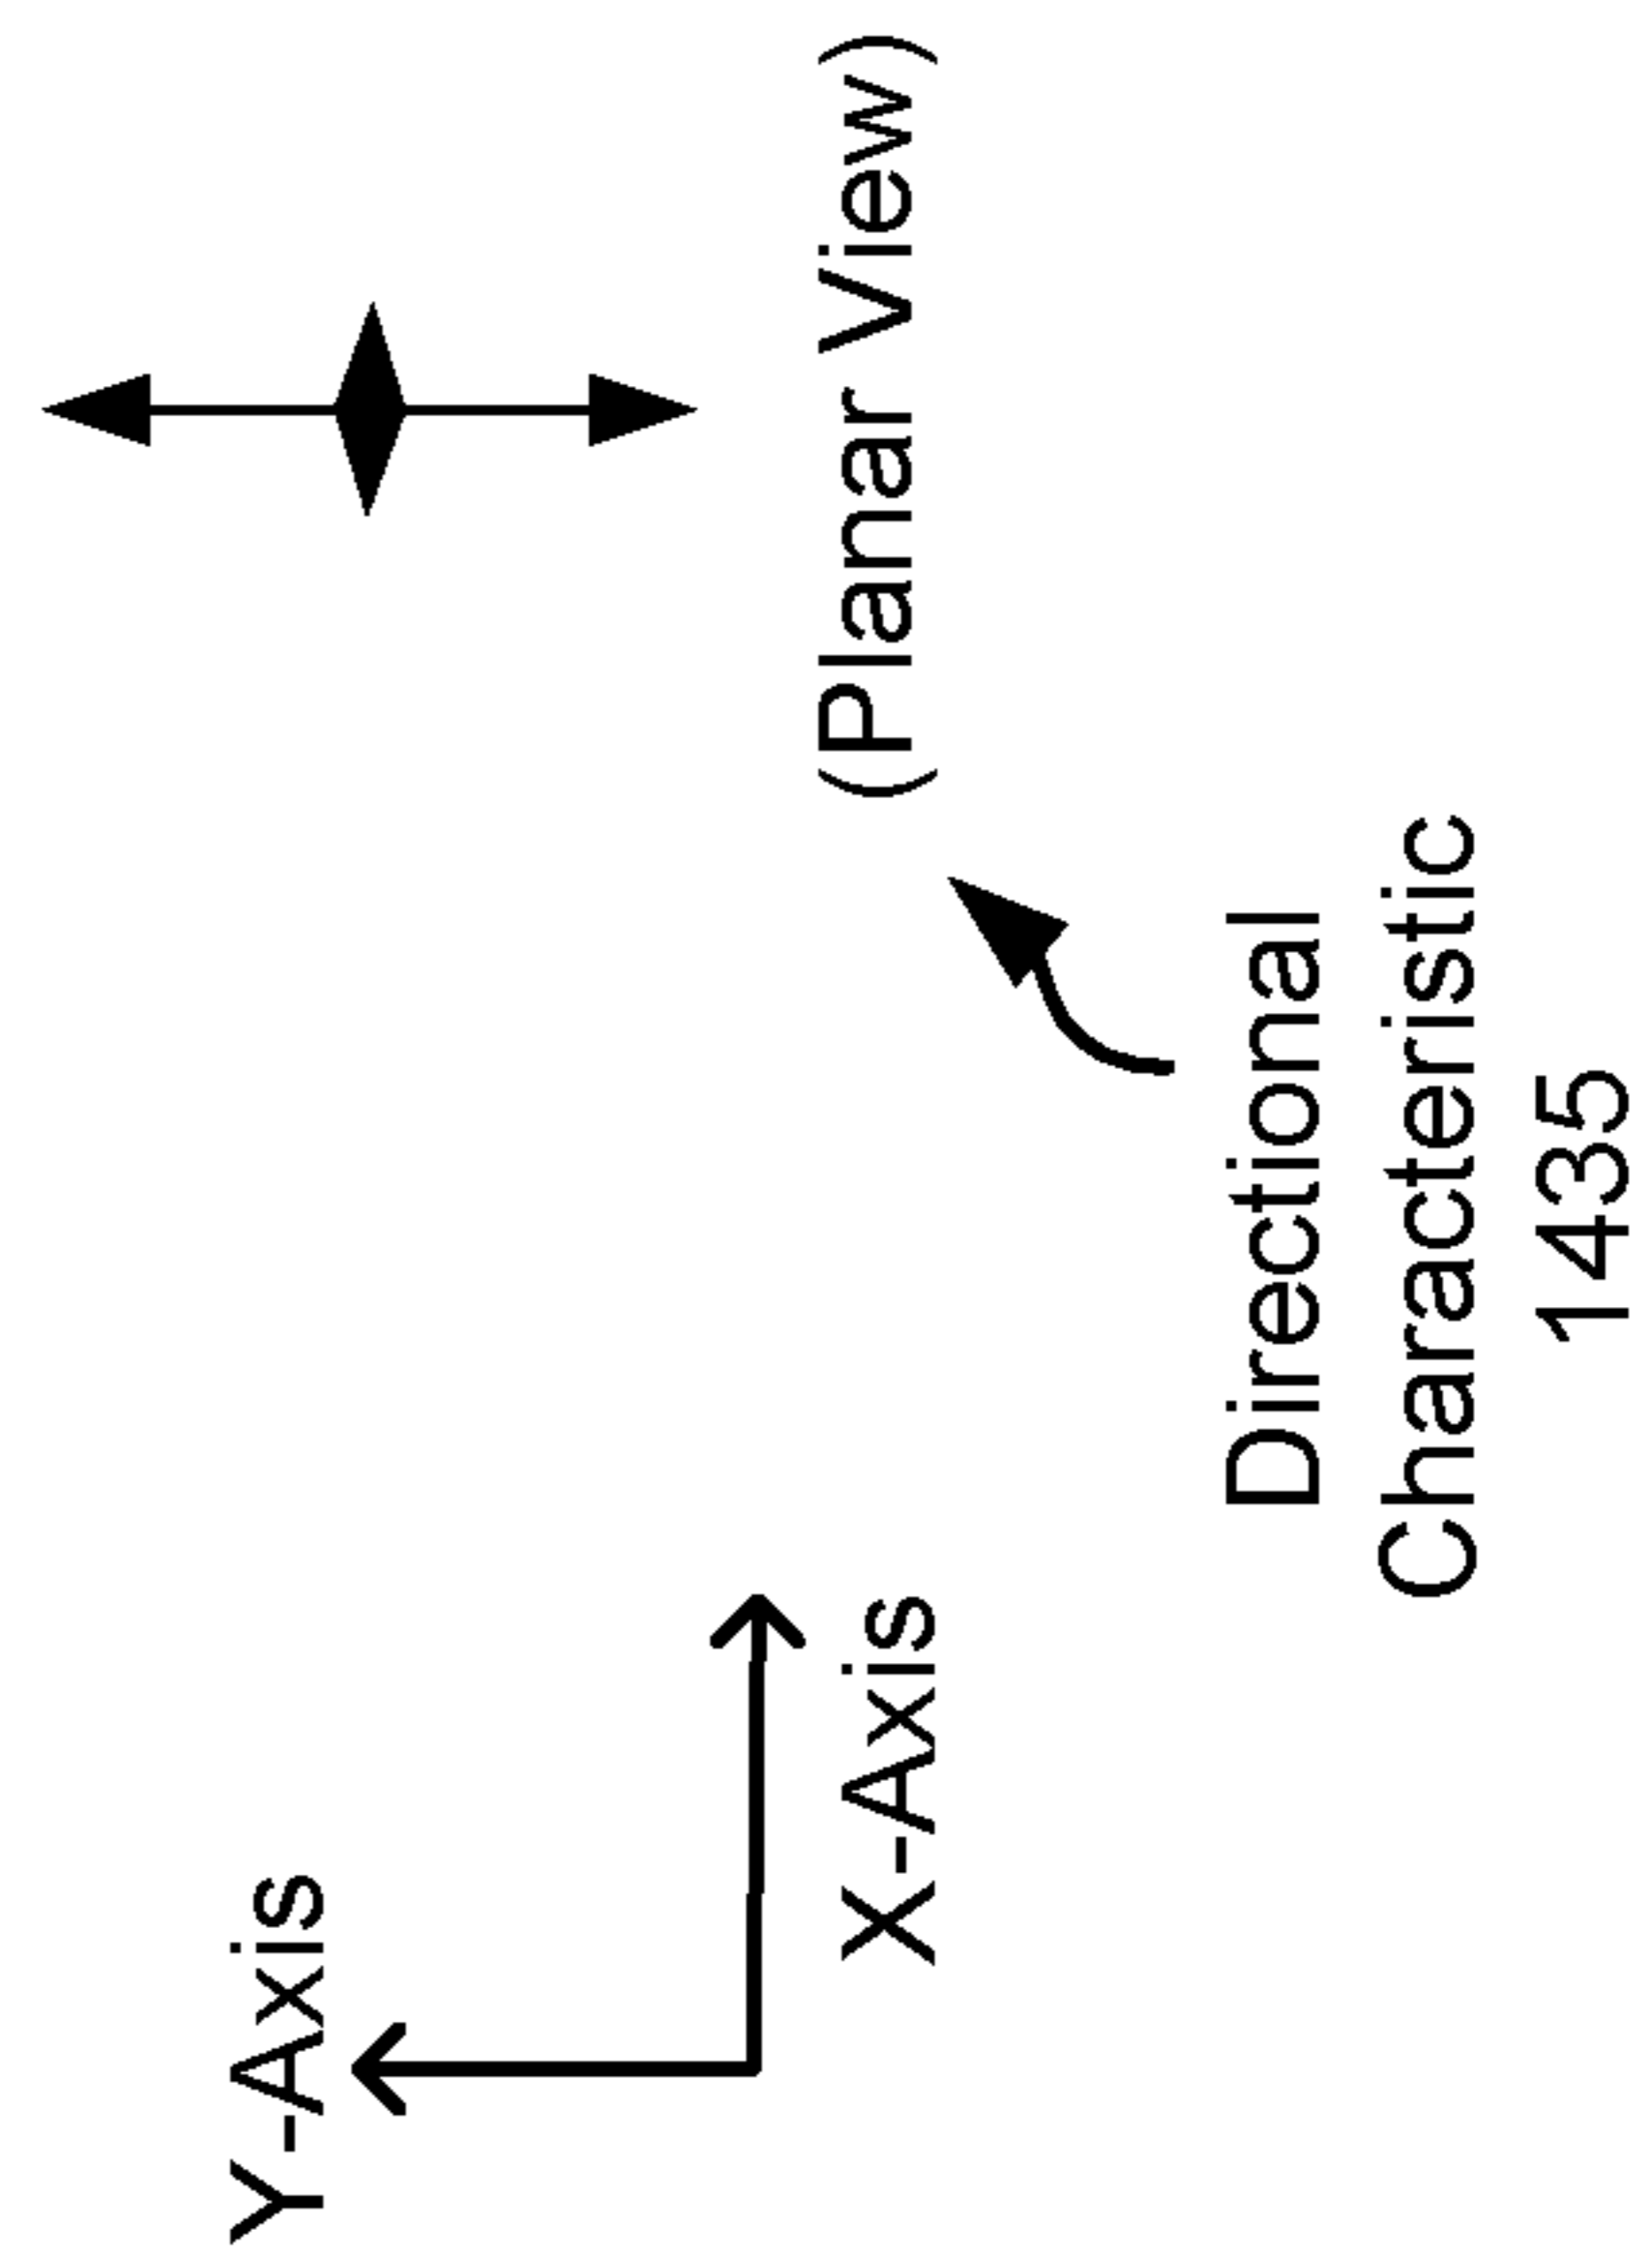 Y-Axis
X-Axis
(Planar View)
Directional
Characteristic
1435